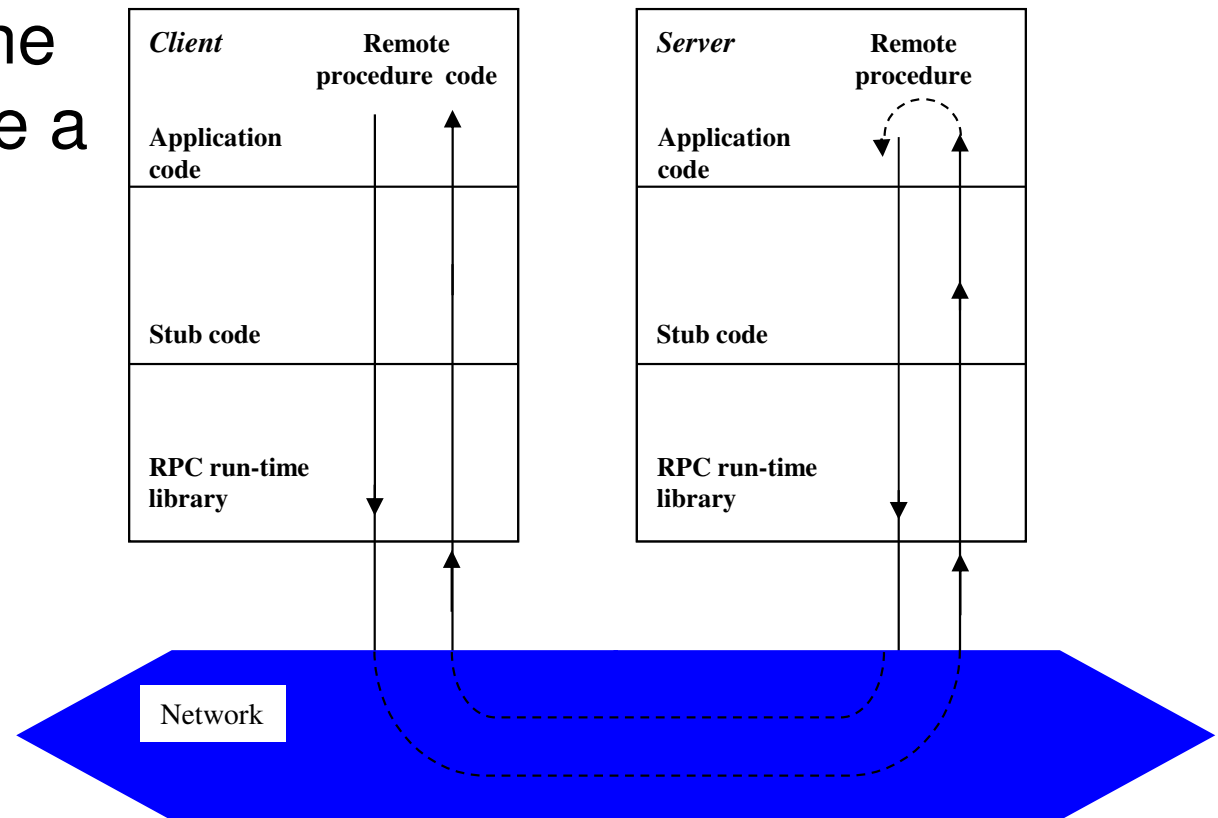 ne
e a
Client
Remote
procedure code
Application
code
Stub code
RPC run-time
library
Server
Remote
procedure
Application
code
Stub code
RPC run-time
library
Network